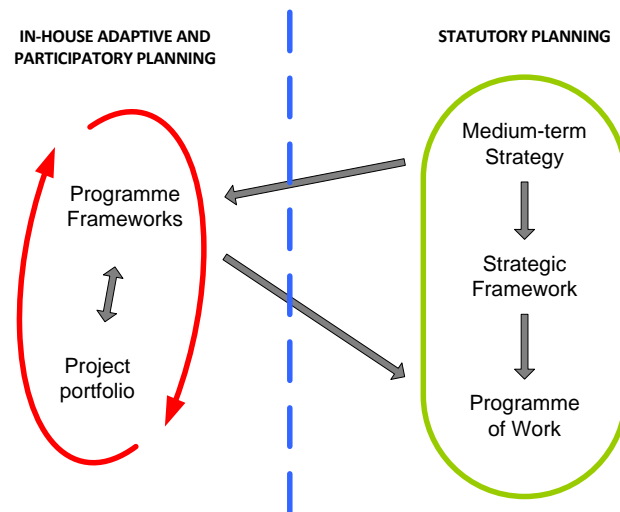 IN-HOUSE ADAPTIVE AND
PARTICIPATORY PLANNING
STATUTORY PLANNING
Programme
Frameworks
Project
portfolio
Medium-term
Strategy
Strategic
Framework
Programme
of Work